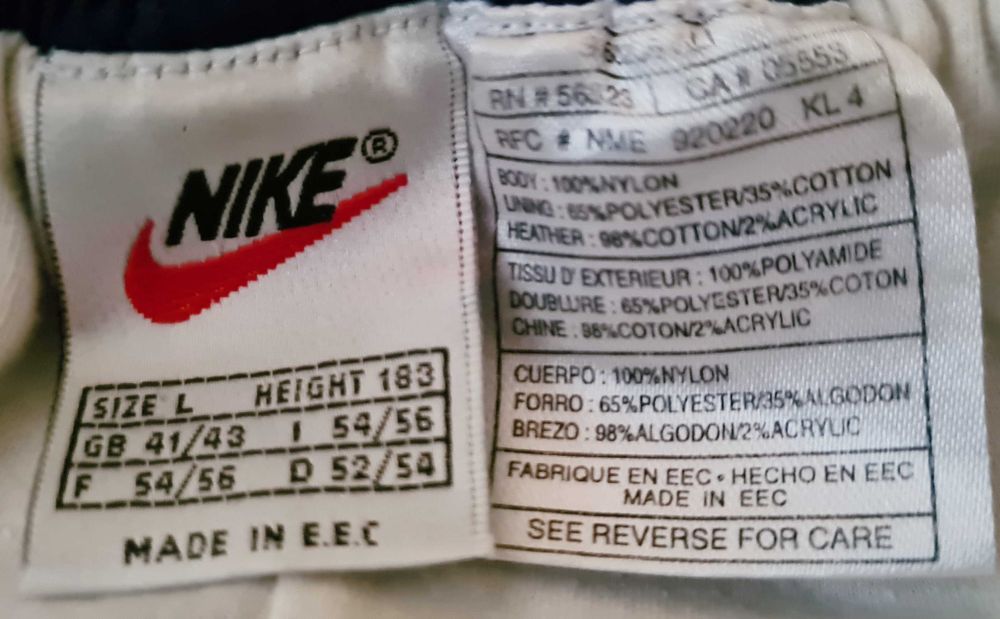 NIKE®
SIZE L HEIGHT 183
GB 41/43 I 54/56
F 54/56 D 52/54
MADE IN E.E.C
RN # 56323 CA # 05553
RFC # NME 920220 KL 4
BODY : 100%NYLON
LINING : 65%POLYESTER/35%COTTON
HEATHER : 98%COTTON/2%ACRYLIC
TISSU D' EXTERIEUR : 100%POLYAMIDE
DOUBLURE : 65%POLYESTER/35%COTON
CHINE : 98%COTON/2%ACRYLIC
CUERPO : 100%NYLON
FORRO : 65%POLYESTER/35%ALGODON
BREZO : 98%ALGODON/2%ACRYLIC
FABRIQUE EN EEC • HECHO EN EEC
MADE IN EEC
SEE REVERSE FOR CARE